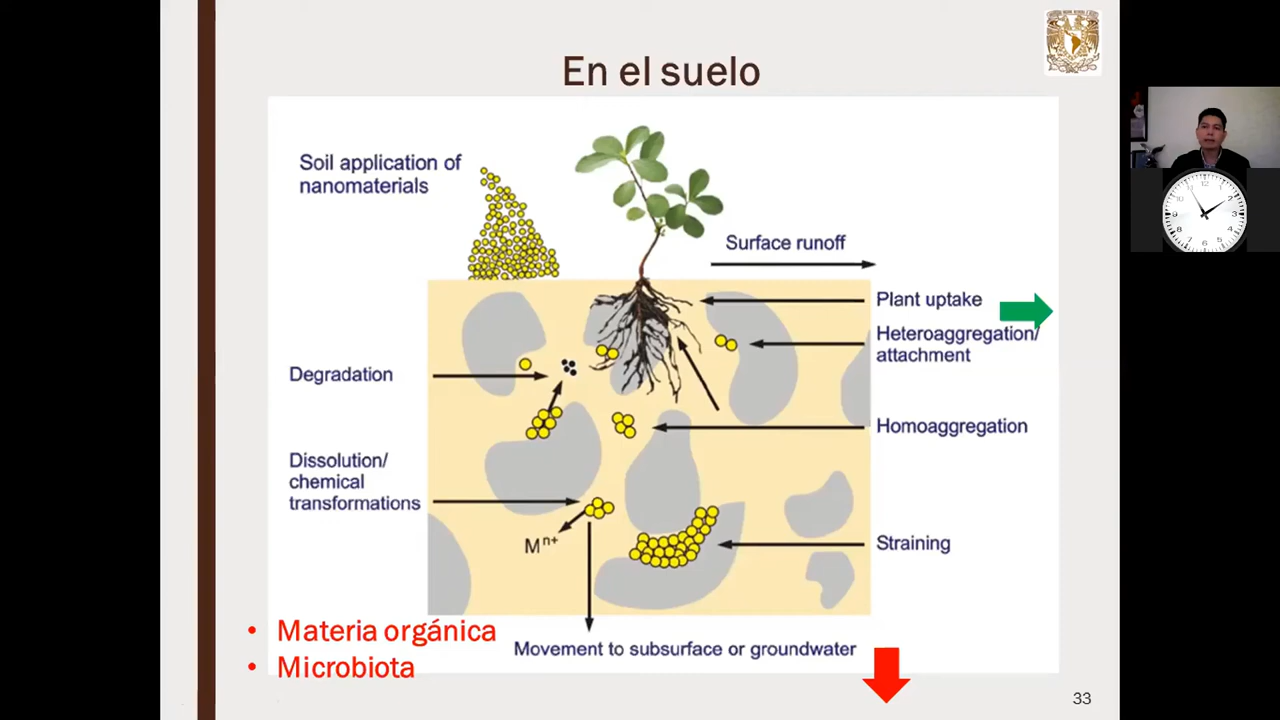 En el suelo
Soil application of
nanomaterials
Surface runoff
Plant uptake
Heteroaggregation/
attachment
Degradation
Homoaggregation
Dissolution/
chemical
transformations
Mⁿ⁺
Straining
• Materia orgánica
• Microbiota
Movement to subsurface or groundwater
33